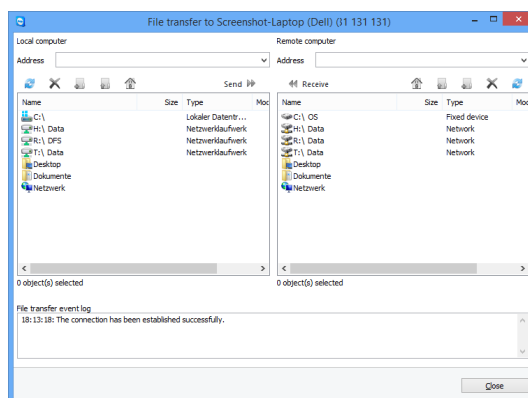 File transfer to Screenshot-Laptop (Dell) (J1 131 131)
Local computer
Address
Send
Name Size Type Moc
C:\ Lokaler Datentr...
H:\ Data Netzwerklaufwerk
R:\ DFS Netzwerklaufwerk
T:\ Data Netzwerklaufwerk
Desktop
Dokumente
Netzwerk
0 object(s) selected
Remote computer
Address
Receive
Name Size Type Moc
C:\ OS Fixed device
H:\ Data Network
R:\ Data Network
T:\ Data Network
Desktop
Dokumente
Netzwerk
0 object(s) selected
File transfer event log
18:13:18: The connection has been established successfully.
Close